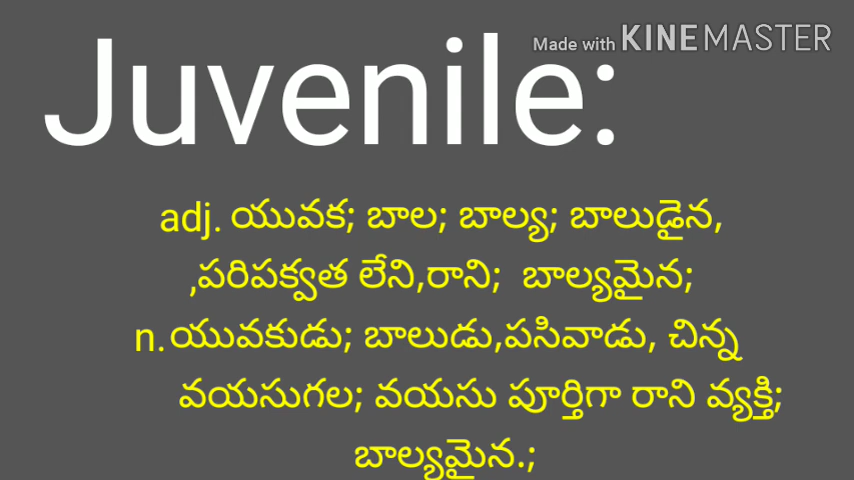 Made with KINEMASTER
Juvenile:
adj. యువక; బాల; బాల్య; బాలుడైన,
,పరిపక్వత లేని,రాని;  బాల్యమైన;
n.యువకుడు; బాలుడు,పసివాడు, చిన్న
వయసుగల; వయసు పూర్తిగా రాని వ్యక్తి;
బాల్యమైన.;